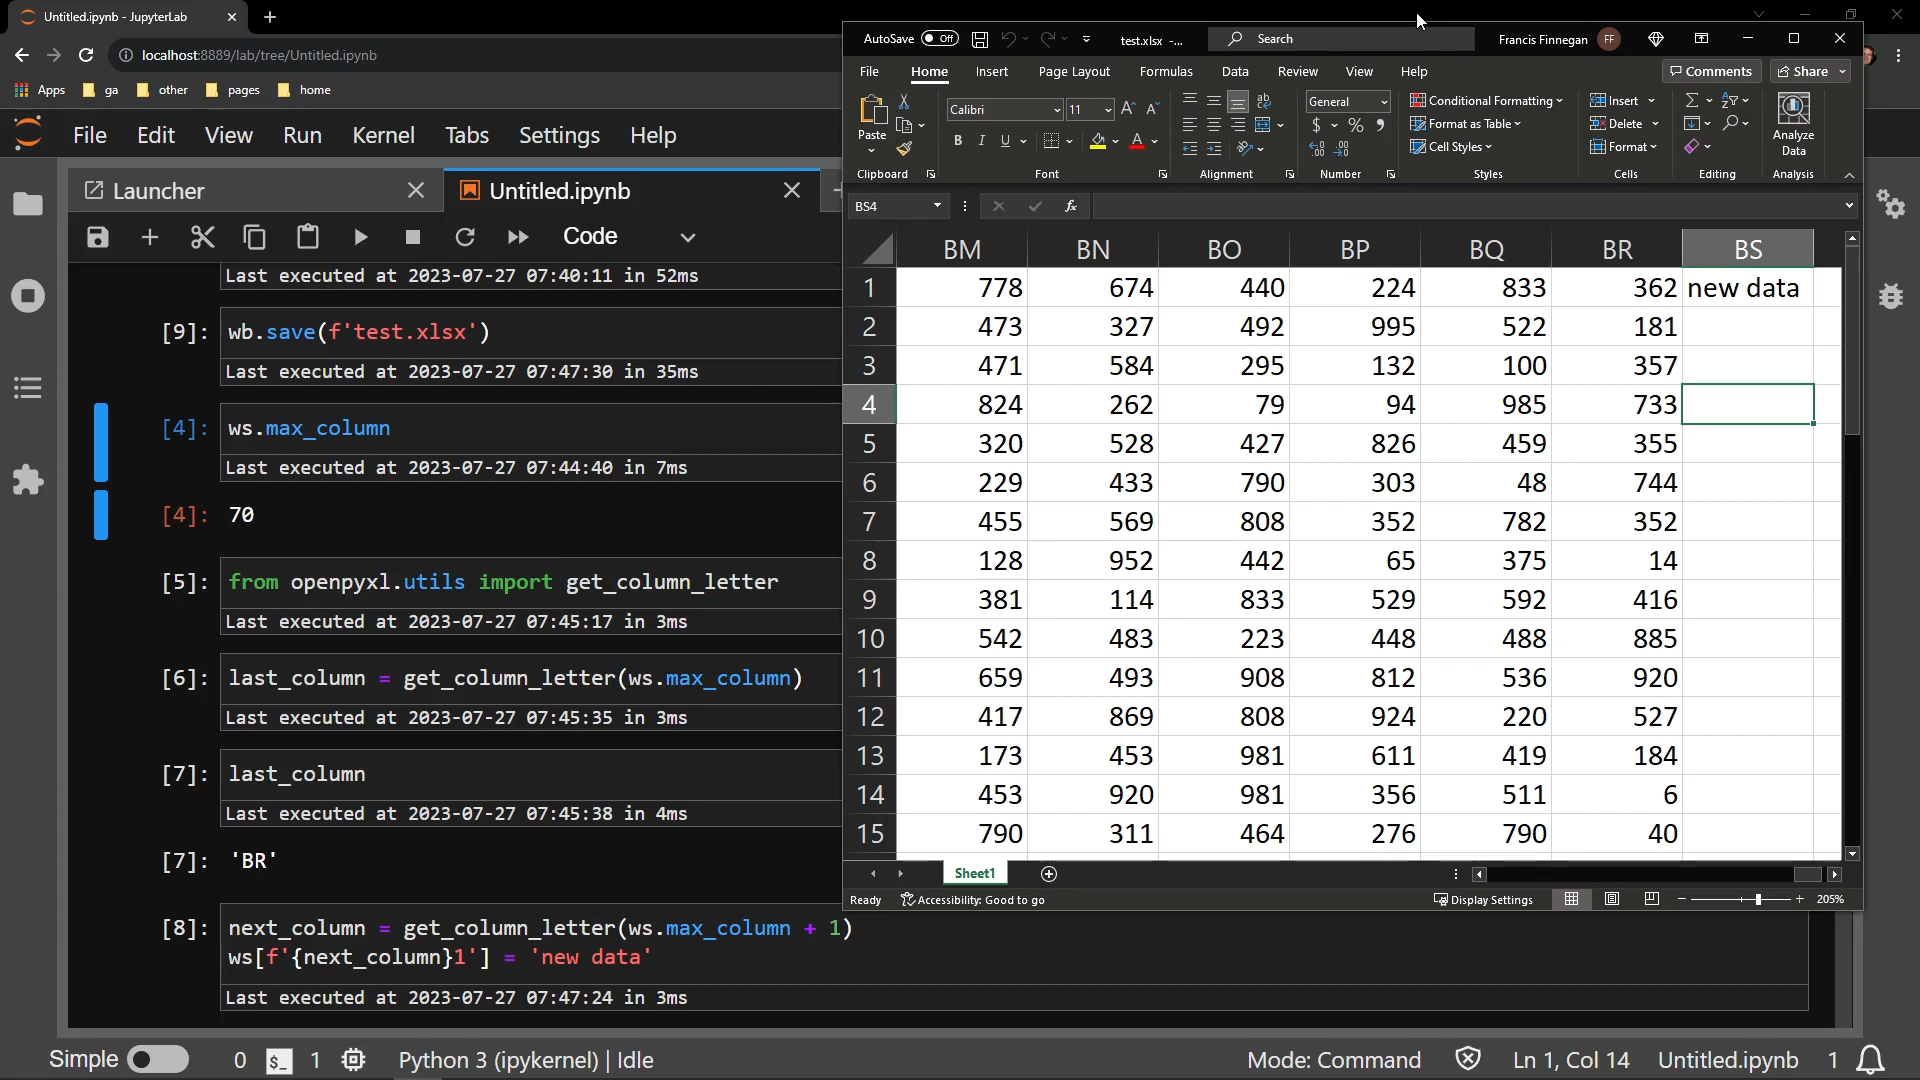 Untitled.ipynb - JupyterLab
localhost:8889/lab/tree/Untitled.ipynb
Apps ga other pages home
File Edit View Run Kernel Tabs Settings Help
Launcher
Untitled.ipynb
Code
Last executed at 2023-07-27 07:40:11 in 52ms
[9]: wb.save(f'test.xlsx')
Last executed at 2023-07-27 07:47:30 in 35ms
[4]: ws.max_column
Last executed at 2023-07-27 07:44:40 in 7ms
[4]: 70
[5]: from openpyxl.utils import get_column_letter
Last executed at 2023-07-27 07:45:17 in 3ms
[6]: last_column = get_column_letter(ws.max_column)
Last executed at 2023-07-27 07:45:35 in 3ms
[7]: last_column
Last executed at 2023-07-27 07:45:38 in 4ms
[7]: 'BR'
[8]: next_column = get_column_letter(ws.max_column + 1)
ws[f'{next_column}1'] = 'new data'
Last executed at 2023-07-27 07:47:24 in 3ms
Simple 0 $_ 1 Python 3 (ipykernel) | Idle Mode: Command Ln 1, Col 14 Untitled.ipynb 1
AutoSave Off test.xlsx -... Search Francis Finnegan FF
File Home Insert Page Layout Formulas Data Review View Help Comments Share
Paste
Clipboard
Calibri 11
B I U
Font
Alignment
General
$ % 9
Number
Conditional Formatting
Format as Table
Cell Styles
Styles
Insert
Delete
Format
Cells
Editing
Analyze
Data
Analysis
BS4 fx
BM BN BO BP BQ BR BS
1 778 674 440 224 833 362 new data
2 473 327 492 995 522 181
3 471 584 295 132 100 357
4 824 262 79 94 985 733
5 320 528 427 826 459 355
6 229 433 790 303 48 744
7 455 569 808 352 782 352
8 128 952 442 65 375 14
9 381 114 833 529 592 416
10 542 483 223 448 488 885
11 659 493 908 812 536 920
12 417 869 808 924 220 527
13 173 453 981 611 419 184
14 453 920 981 356 511 6
15 790 311 464 276 790 40
Sheet1
Ready Accessibility: Good to go Display Settings 205%